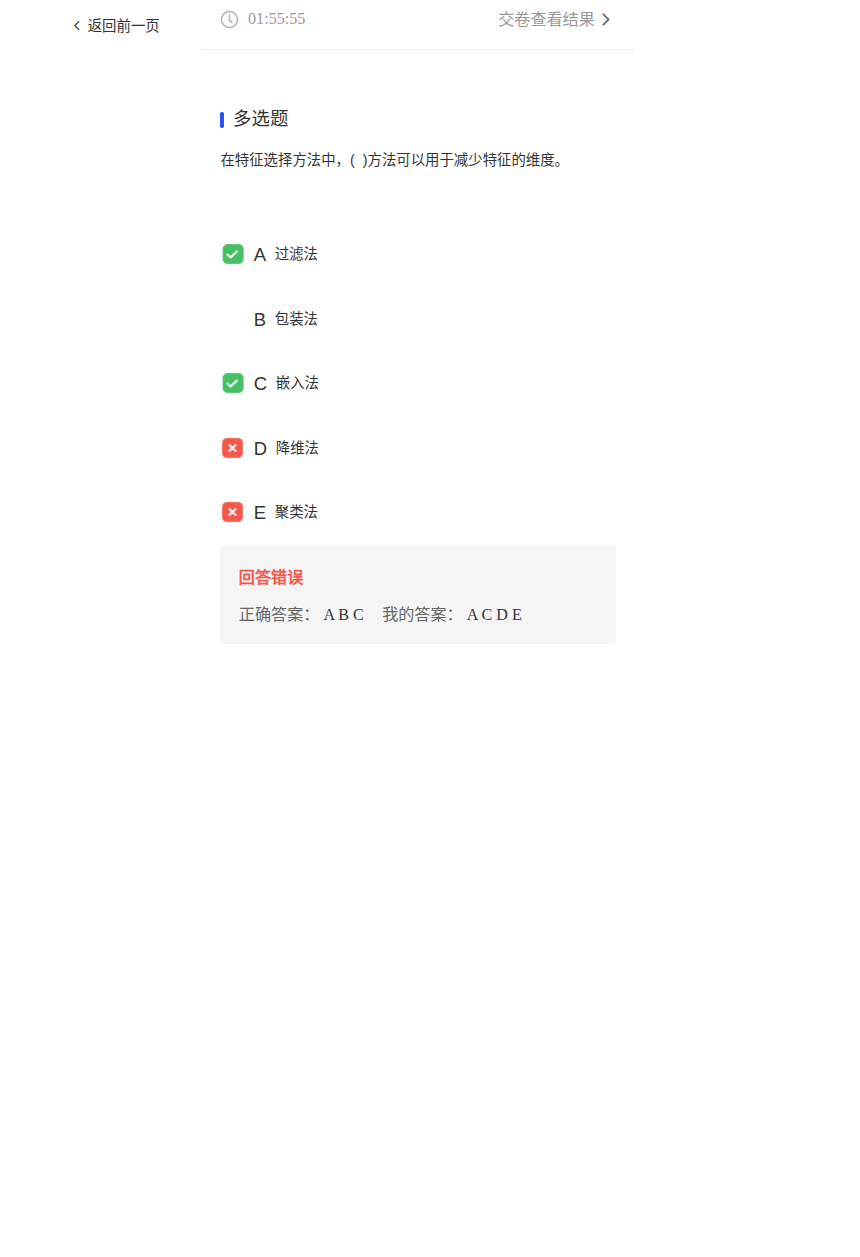 返回前一页
01:55:55 交卷查看结果
多选题
在特征选择方法中，( )方法可以用于减少特征的维度。
A 过滤法
B 包装法
C 嵌入法
D 降维法
E 聚类法
回答错误
正确答案： A B C 我的答案： A C D E